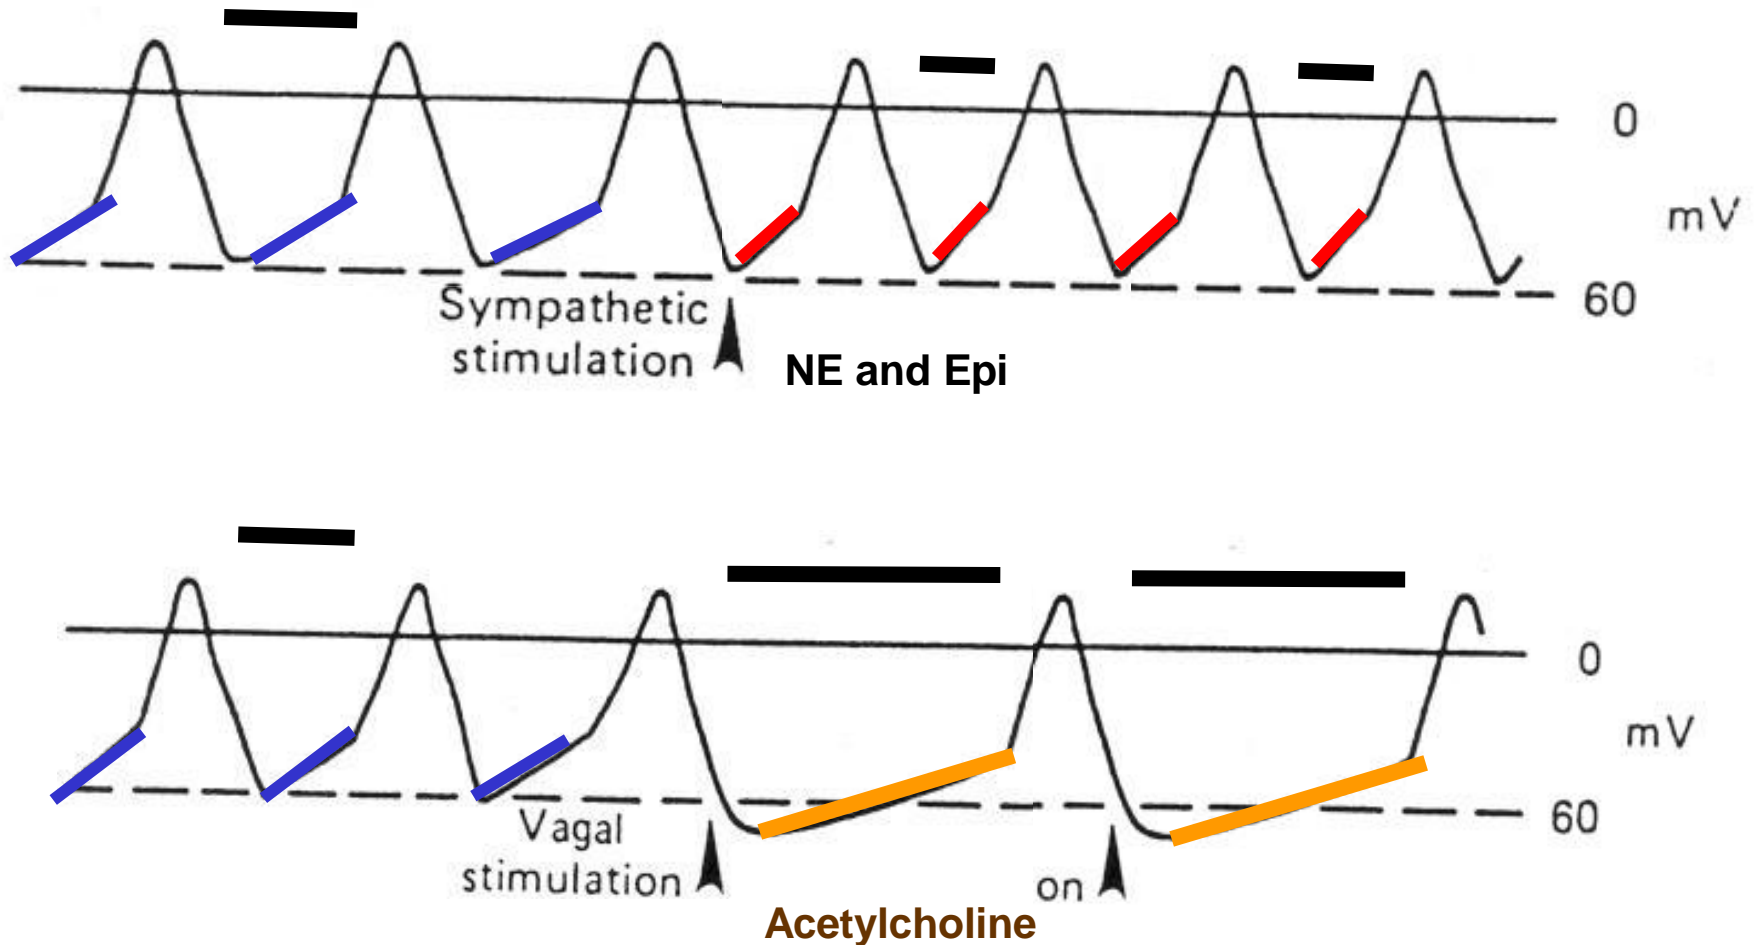 0
mV
60
Sympathetic
stimulation
NE and Epi
0
mV
60
Vagal
stimulation
on
Acetylcholine